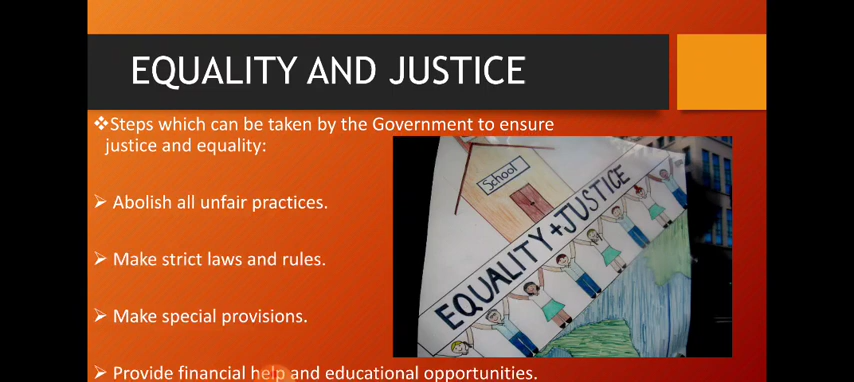 EQUALITY AND JUSTICE
❖Steps which can be taken by the Government to ensure
justice and equality:
➢ Abolish all unfair practices.
➢ Make strict laws and rules.
➢ Make special provisions.
➢ Provide financial help and educational opportunities.
School
EQUALITY+JUSTICE